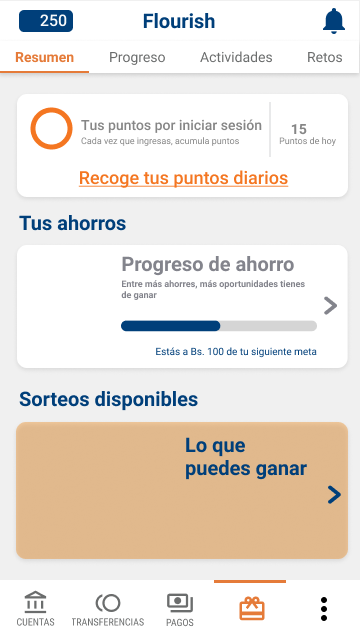 250
Flourish
Resumen Progreso Actividades Retos
Tus puntos por iniciar sesión
Cada vez que ingresas, acumula puntos
15
Puntos de hoy
Recoge tus puntos diarios
Tus ahorros
Progreso de ahorro
Entre más ahorres, más oportunidades tienes
de ganar
Estás a Bs. 100 de tu siguiente meta
Sorteos disponibles
Lo que
puedes ganar
CUENTAS TRANSFERENCIAS PAGOS